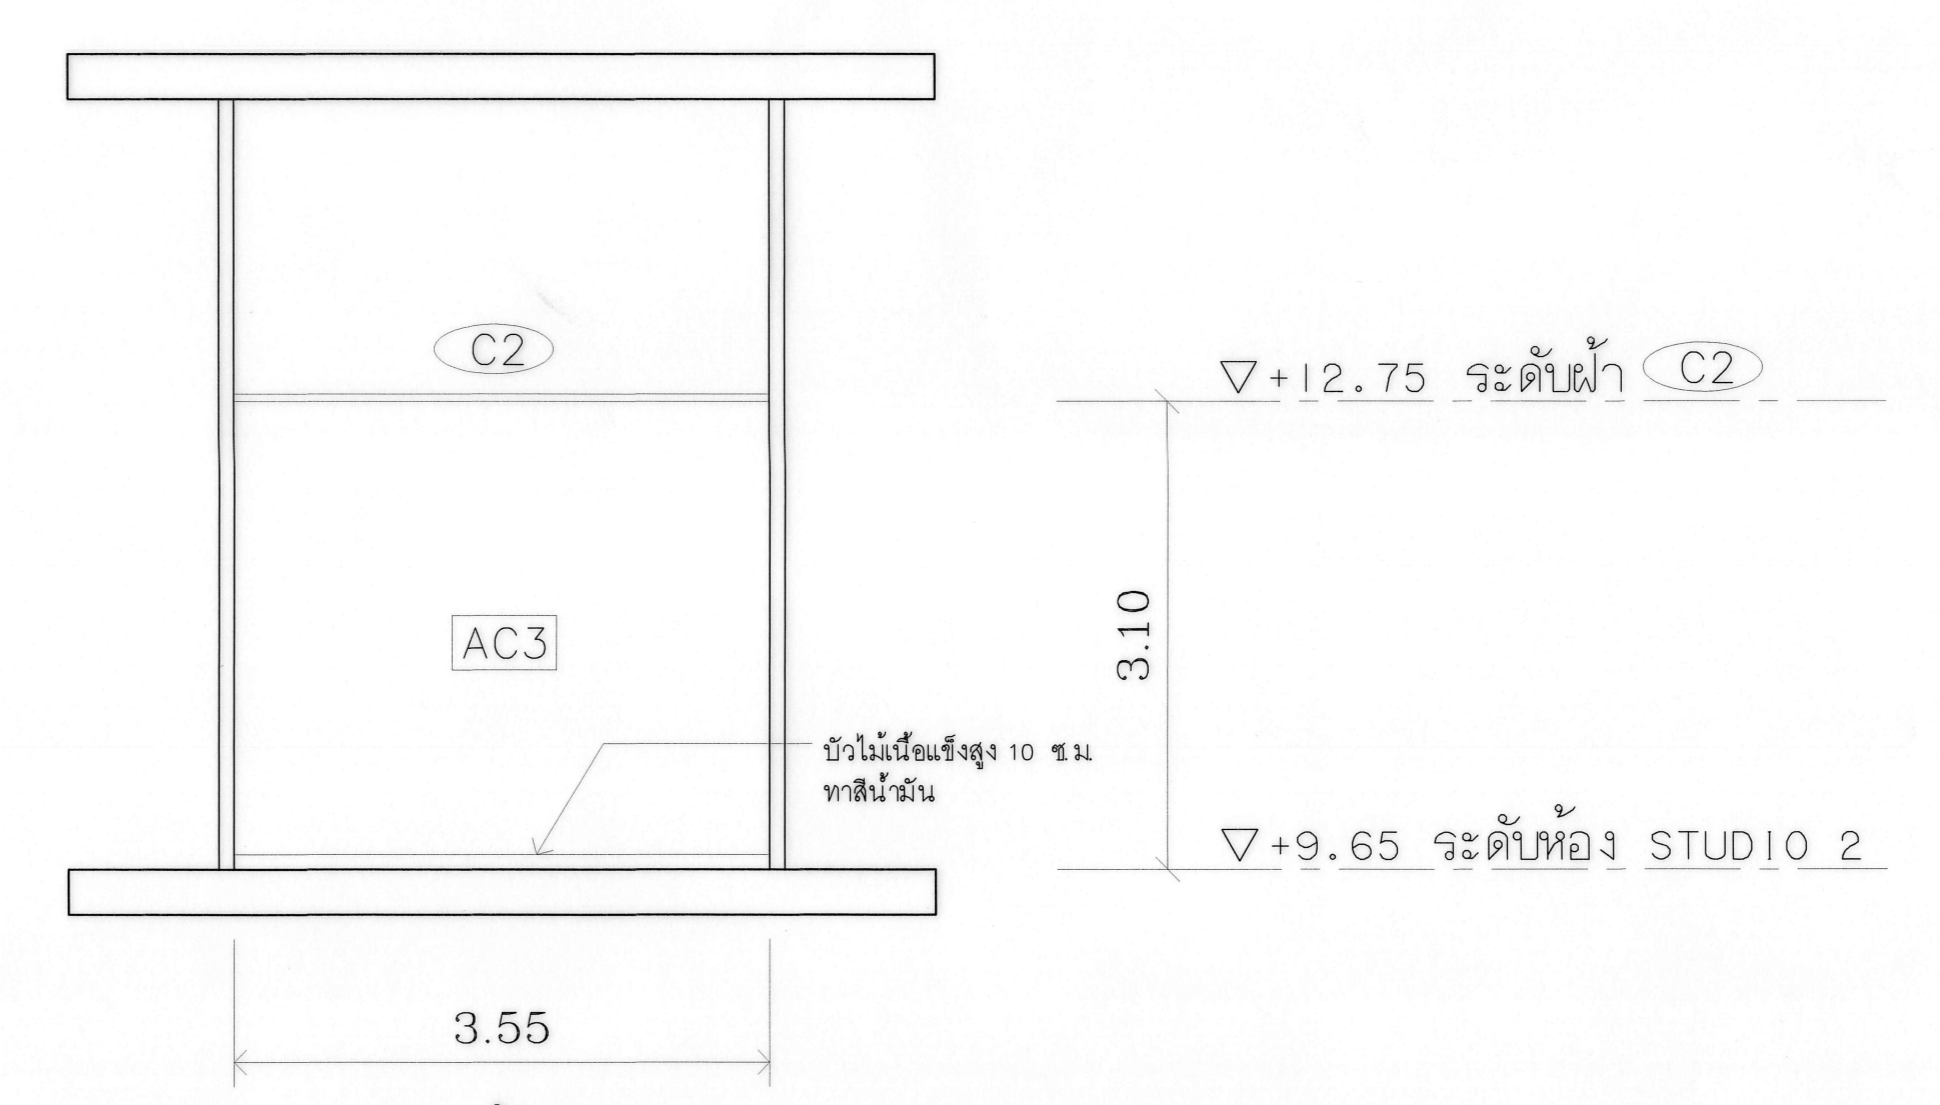 C2
▽+12.75 ระดับฝ้า C2
AC3
3.10
บัวไม้เนื้อแข็งสูง 10 ซ.ม.
ทาสีน้ำมัน
▽+9.65 ระดับห้อง STUDIO 2
3.55